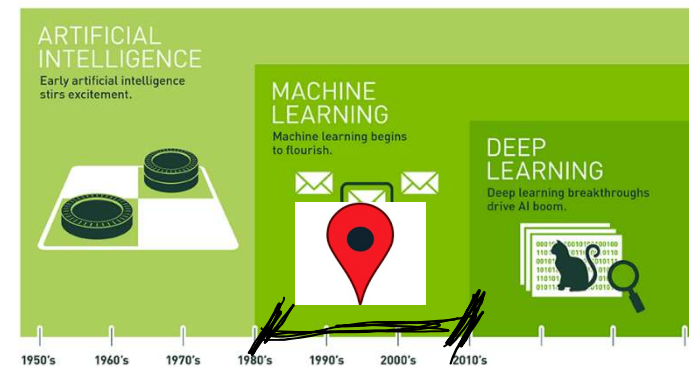 ARTIFICIAL
INTELLIGENCE
Early artificial intelligence
stirs excitement.
MACHINE
LEARNING
Machine learning begins
to flourish.
DEEP
LEARNING
Deep learning breakthroughs
drive AI boom.
1950's 1960's 1970's 1980's 1990's 2000's 2010's